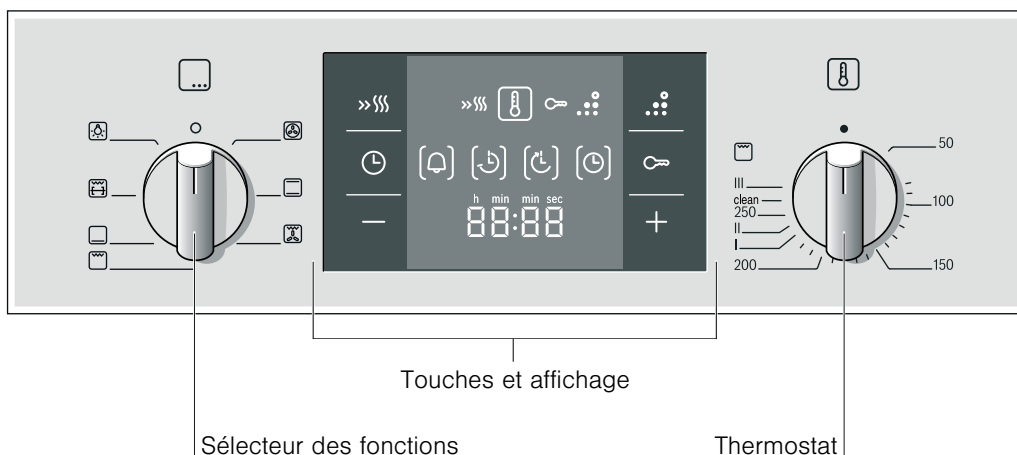 h min min sec
88:88
50
100
150
200
I
II
250
clean
III
Touches et affichage
Sélecteur des fonctions
Thermostat